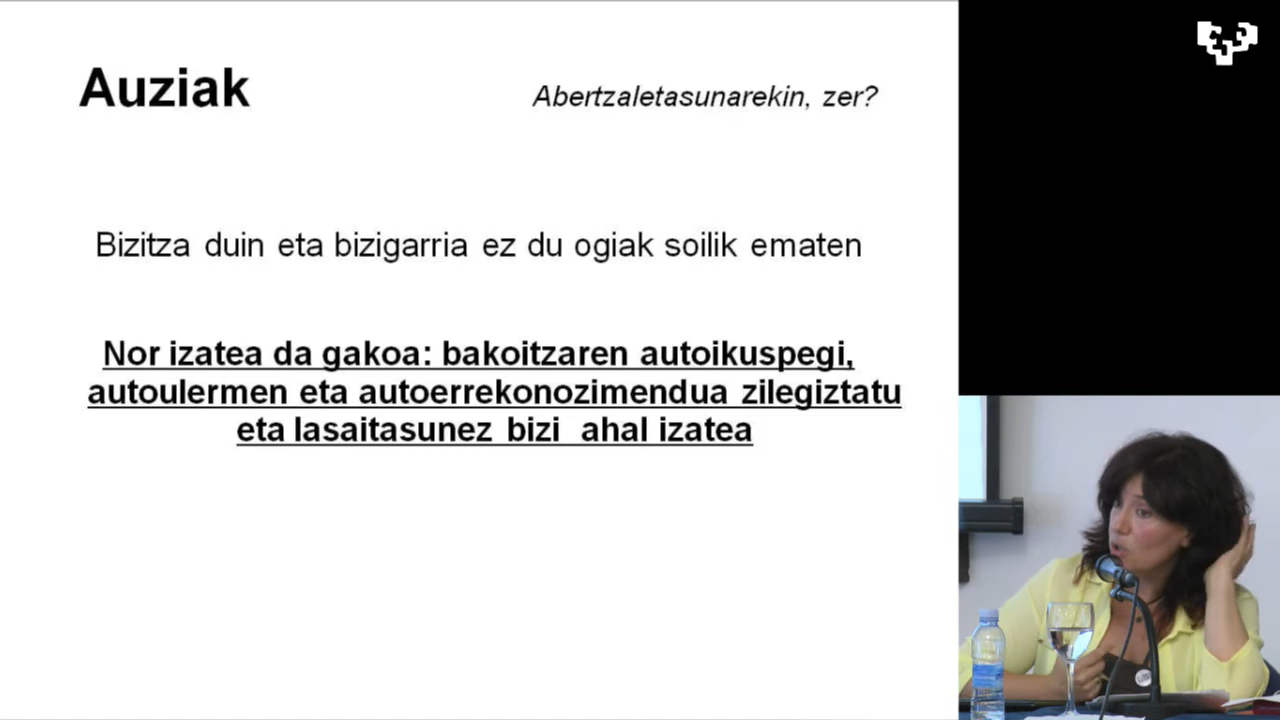 Auziak
Abertzaletasunarekin, zer?
Bizitza duin eta bizigarria ez du ogiak soilik ematen
Nor izatea da gakoa: bakoitzaren autoikuspegi,
autoulermen eta autoerrekonozimendua zilegiztatu
eta lasaitasunez bizi ahal izatea